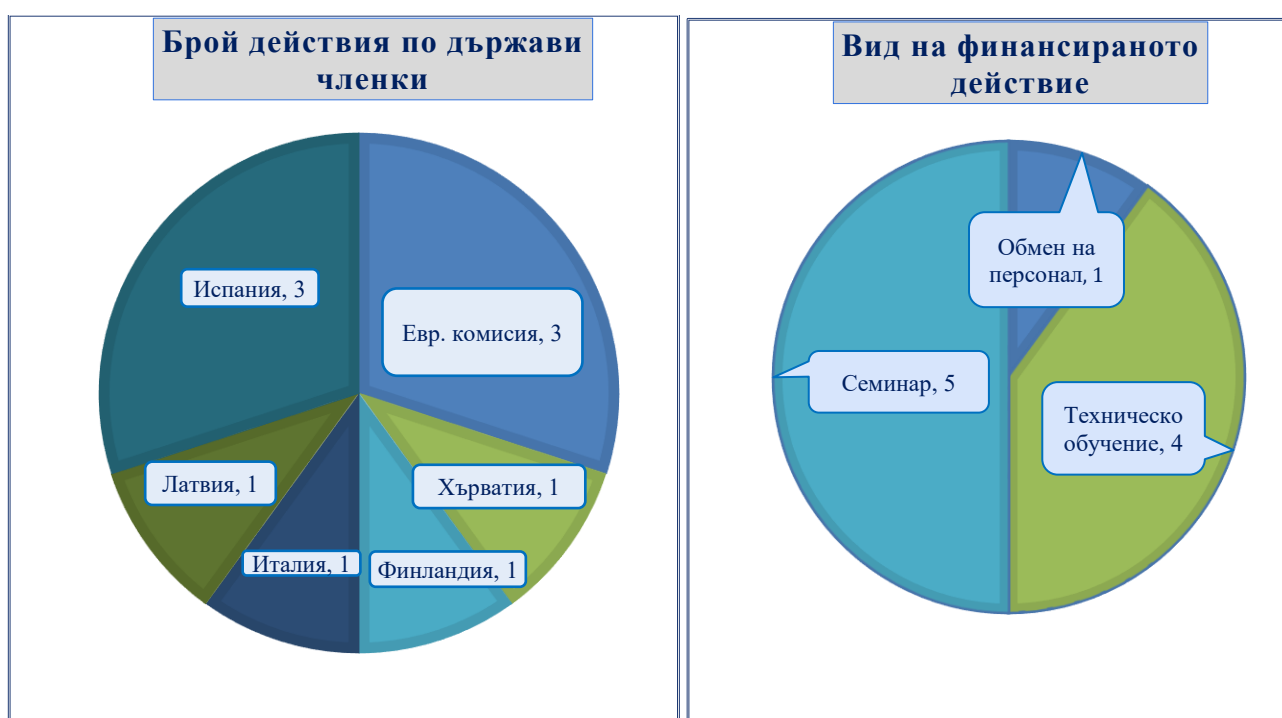 Брой действия по държави
членки
Испания, 3
Евр. комисия, 3
Латвия, 1
Хърватия, 1
Италия, 1
Финландия, 1
Вид на финансираното
действие
Обмен на
персонал, 1
Семинар, 5
Техническо
обучение, 4